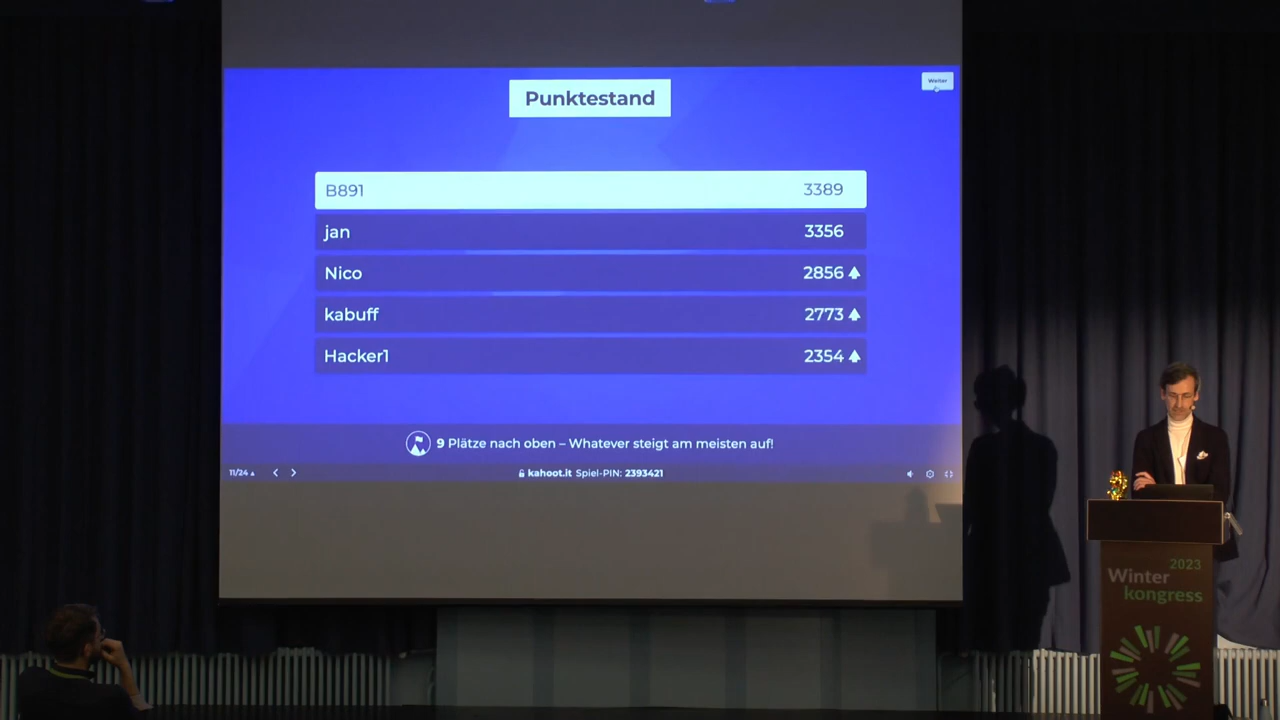 Weiter
Punktestand
B891 3389
jan 3356
Nico 2856
kabuff 2773
Hacker1 2354
9 Plätze nach oben – Whatever steigt am meisten auf!
11/24
kahoot.it Spiel-PIN: 2393421
2023
Winter
kongress